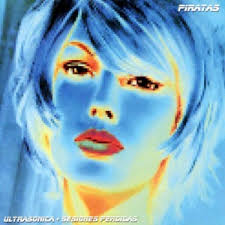 PIRATAS
ULTRASONICA + SESIONES PERDIDAS